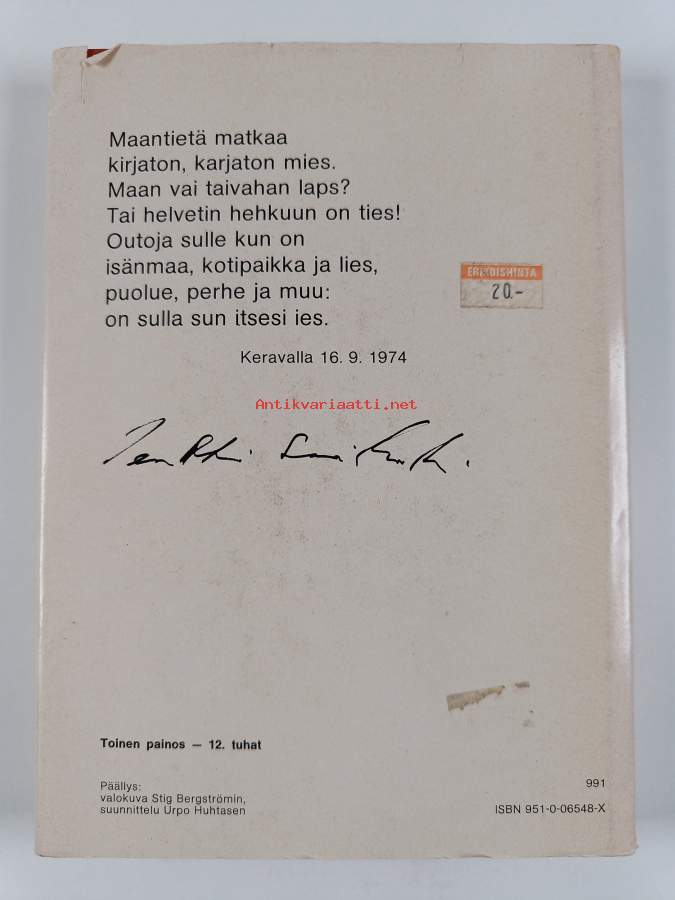 Maantietä matkaa
kirjaton, karjaton mies.
Maan vai taivahan laps?
Tai helvetin hehkuun on ties!
Outoja sulle kun on
isänmaa, kotipaikka ja lies,
puolue, perhe ja muu:
on sulla sun itsesi ies.
ERIKOISHINTA
20.-
Keravalla 16. 9. 1974
Antikvariaatti.net
Toinen painos — 12. tuhat
Päällys:
valokuva Stig Bergströmin,
suunnittelu Urpo Huhtasen
991
ISBN 951-0-06548-X